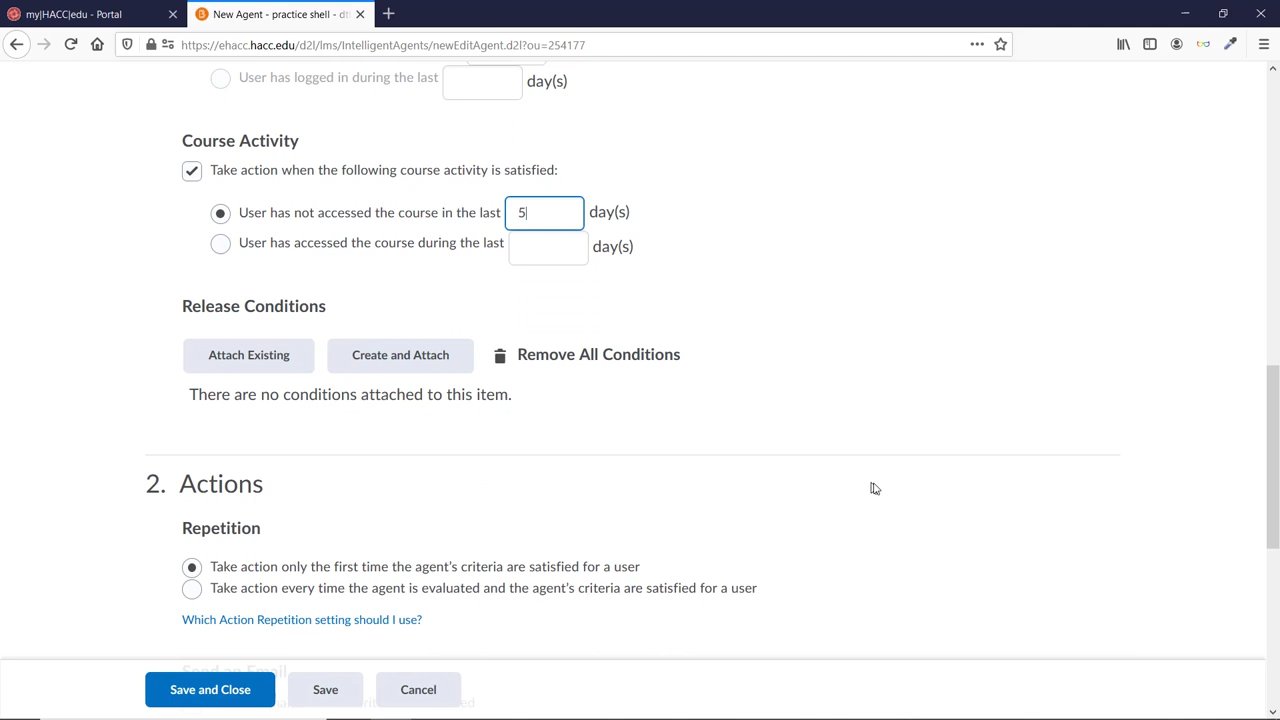 my|HACC|edu - Portal
New Agent - practice shell - dt
https://ehacc.hacc.edu/d2l/lms/IntelligentAgents/newEditAgent.d2l?ou=254177
User has logged in during the last day(s)
Course Activity
Take action when the following course activity is satisfied:
User has not accessed the course in the last 5 day(s)
User has accessed the course during the last day(s)
Release Conditions
Attach Existing Create and Attach Remove All Conditions
There are no conditions attached to this item.
2. Actions
Repetition
Take action only the first time the agent's criteria are satisfied for a user
Take action every time the agent is evaluated and the agent's criteria are satisfied for a user
Which Action Repetition setting should I use?
Send an Email
Save and Close Save Cancel